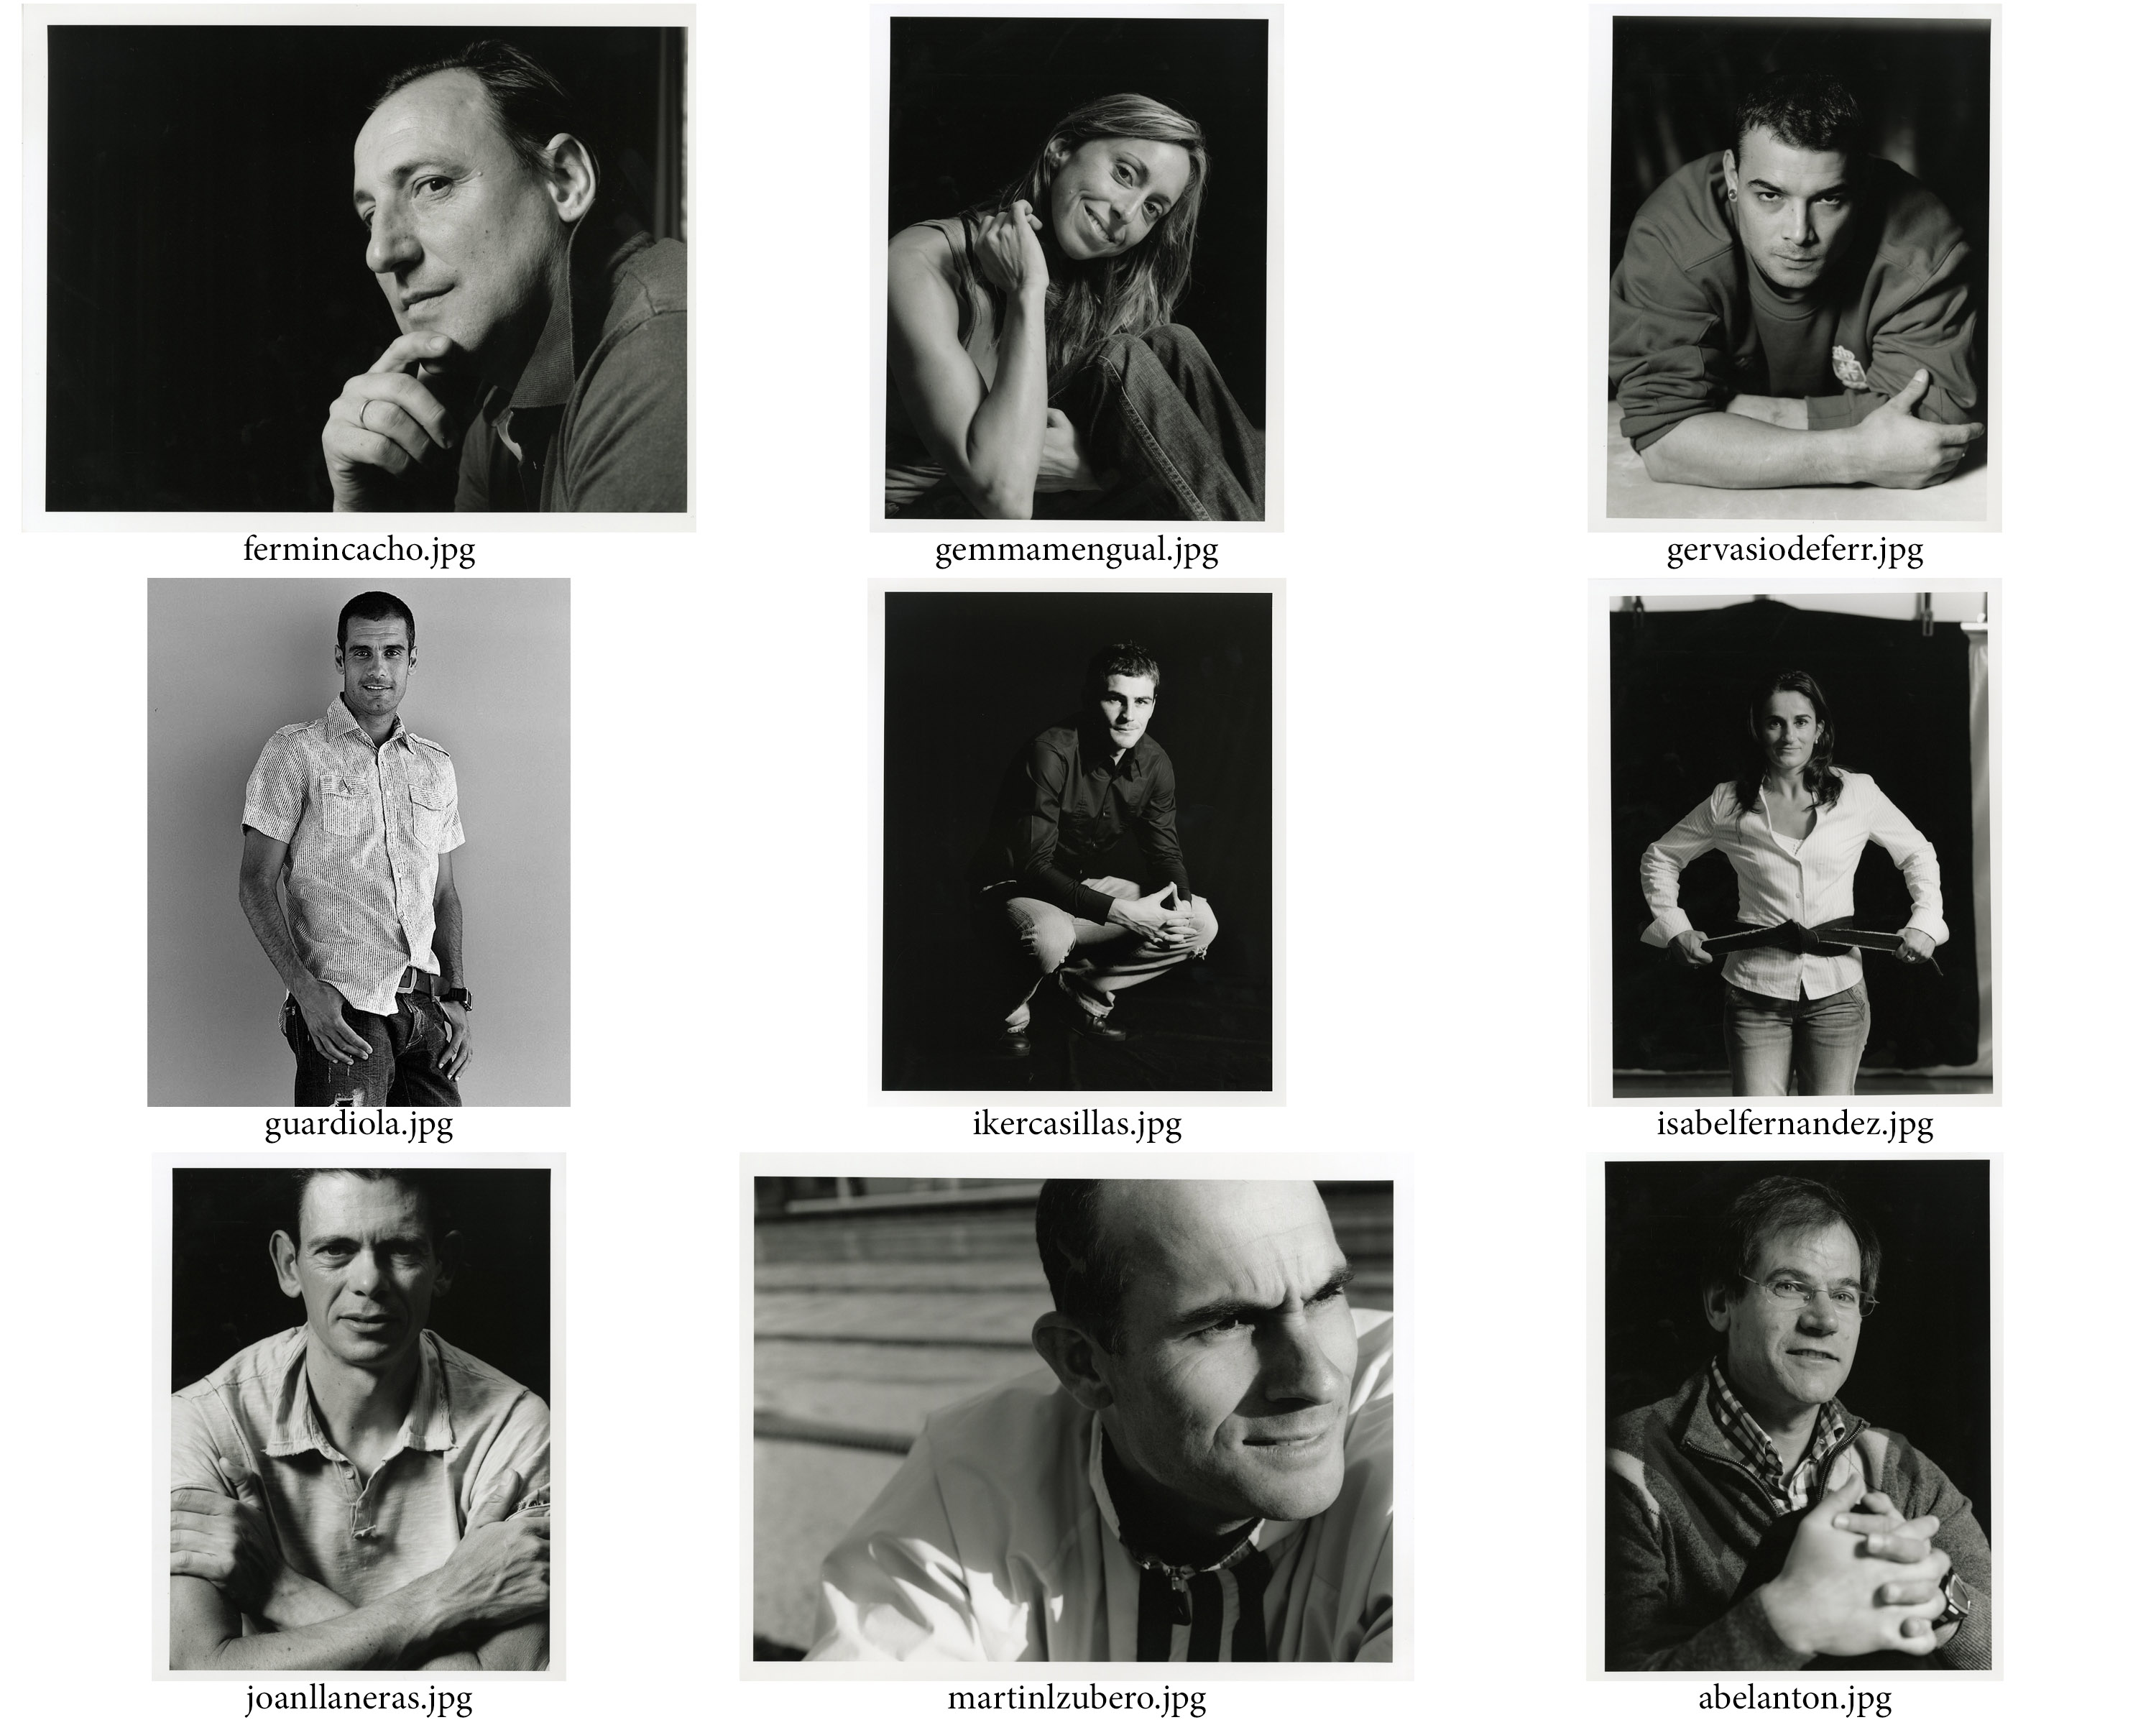 fermincacho.jpg
gemmamengual.jpg
gervasiodeferr.jpg
guardiola.jpg
ikercasillas.jpg
isabelfernandez.jpg
joanllaneras.jpg
martinlzubero.jpg
abelanton.jpg